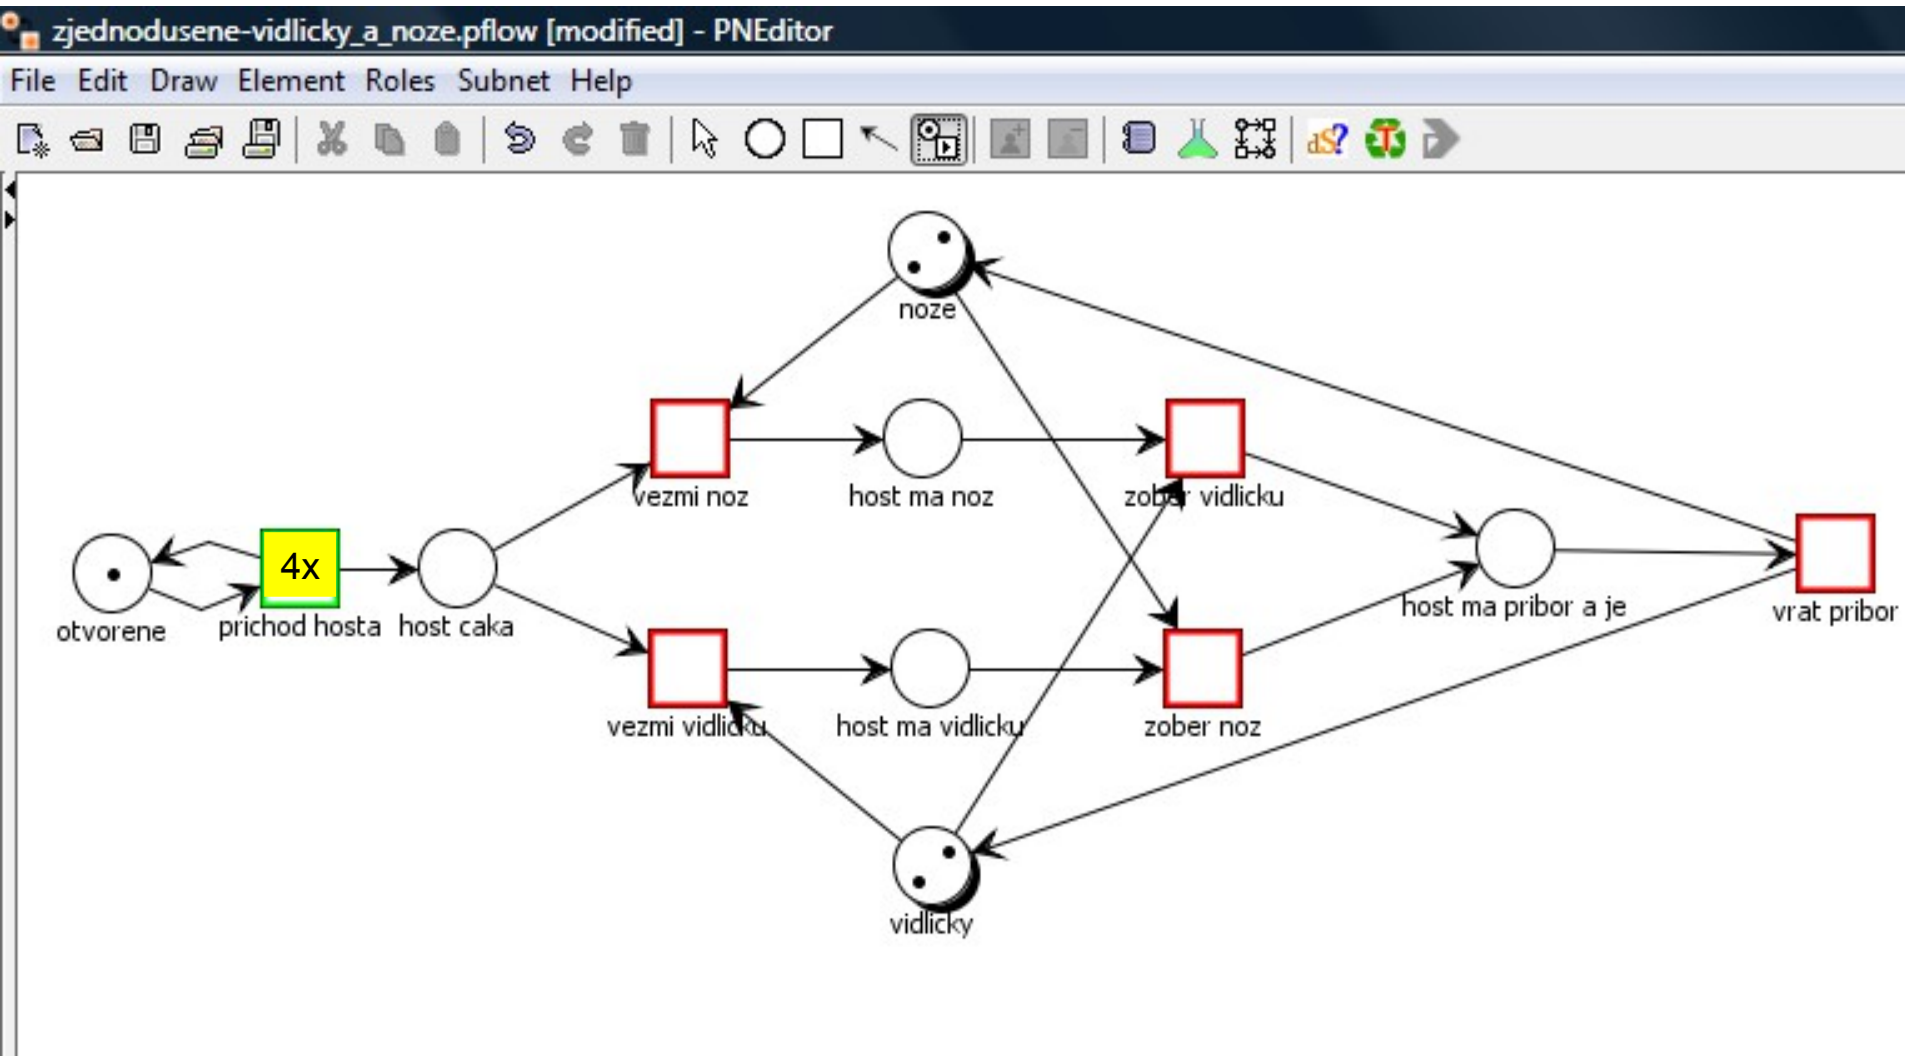 zjednodusene-vidlicky_a_noze.pflow [modified] - PNEditor
File Edit Draw Element Roles Subnet Help
dS? T
noze
vezmi noz
host ma noz
zober vidlicku
4x
otvorene
prichod hosta
host caka
host ma pribor a je
vrat pribor
vezmi vidlicku
host ma vidlicku
zober noz
vidlicky